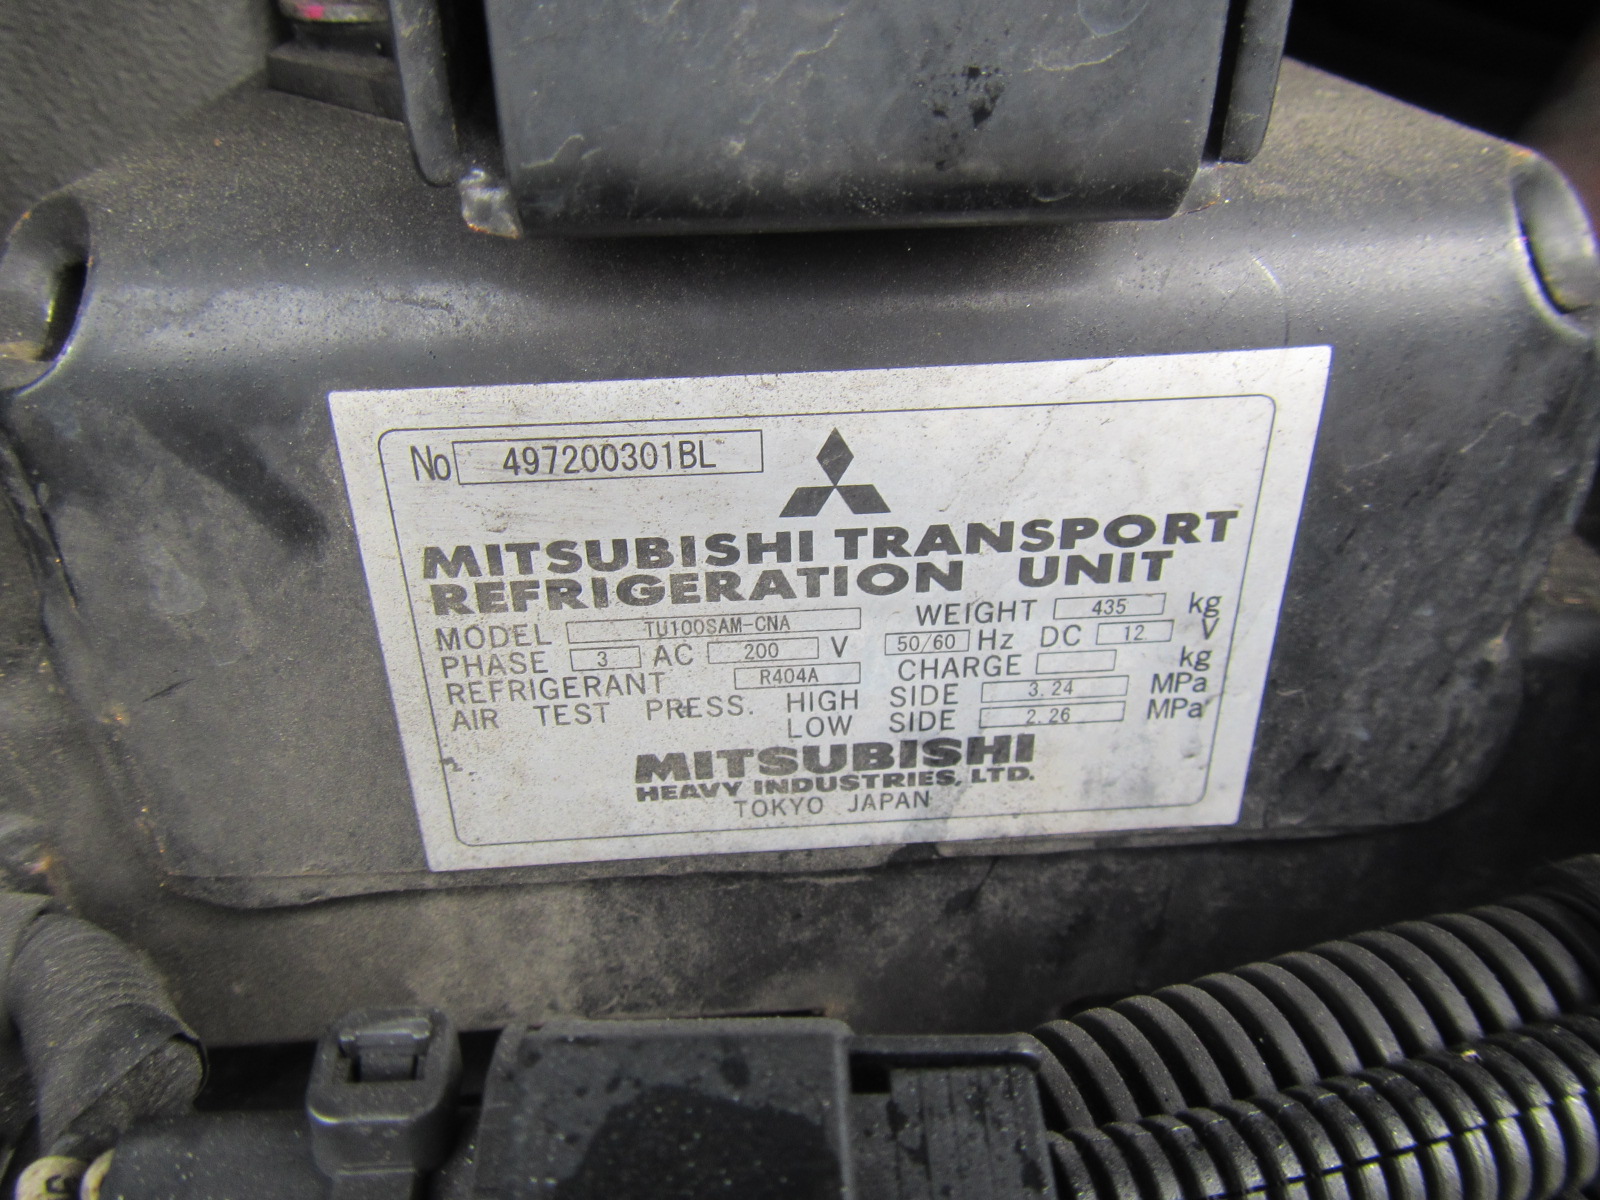 No 497200301BL
MITSUBISHI TRANSPORT
REFRIGERATION UNIT
MODEL TU100SAM-CNA WEIGHT 435 kg
PHASE 3 AC 200 V 50/60 Hz DC 12 V
REFRIGERANT R404A CHARGE kg
AIR TEST PRESS. HIGH SIDE 3.24 MPa
LOW SIDE 2.26 MPa
MITSUBISHI
HEAVY INDUSTRIES, LTD.
TOKYO JAPAN